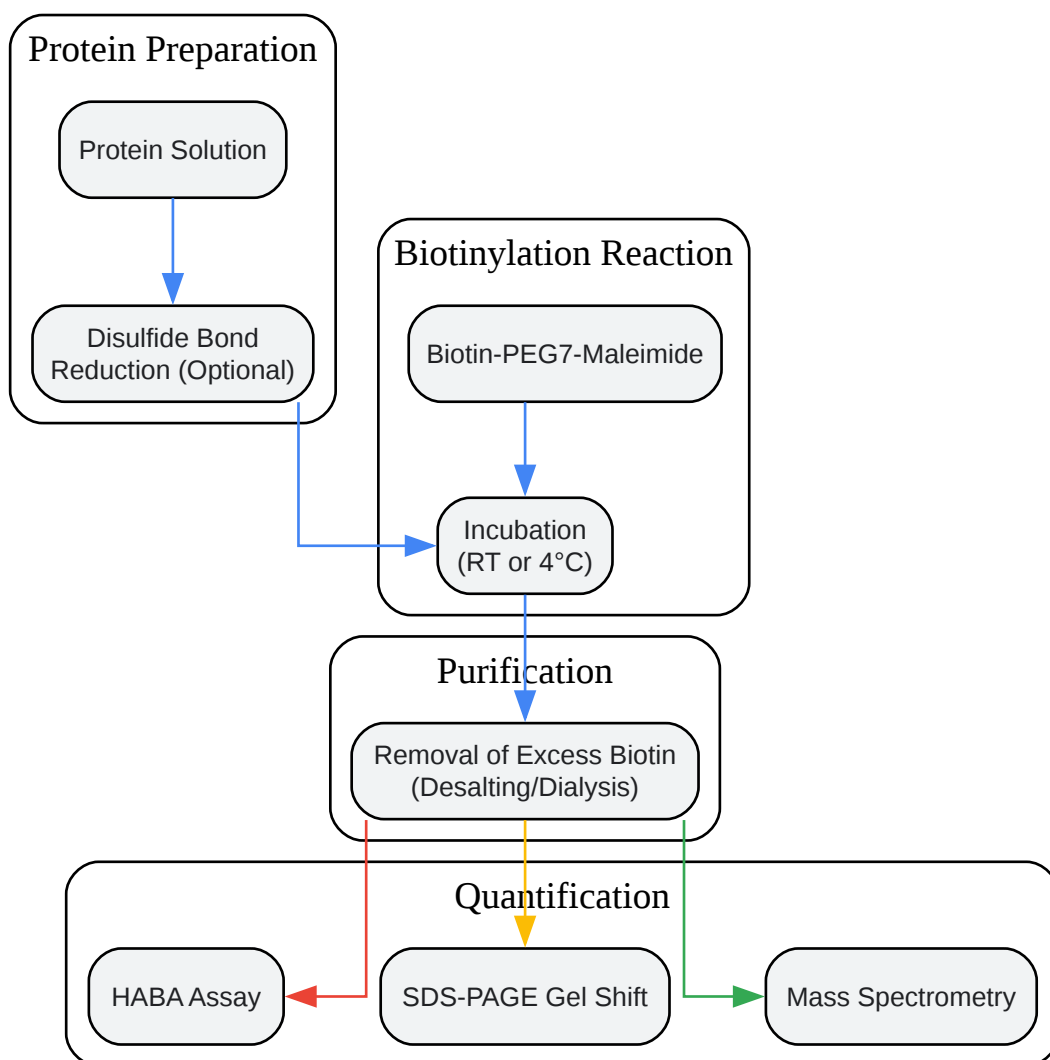 Protein Preparation
Protein Solution
Disulfide Bond
Reduction (Optional)
Biotinylation Reaction
Biotin-PEG7-Maleimide
Incubation
(RT or 4°C)
Purification
Removal of Excess Biotin
(Desalting/Dialysis)
Quantification
HABA Assay
SDS-PAGE Gel Shift
Mass Spectrometry